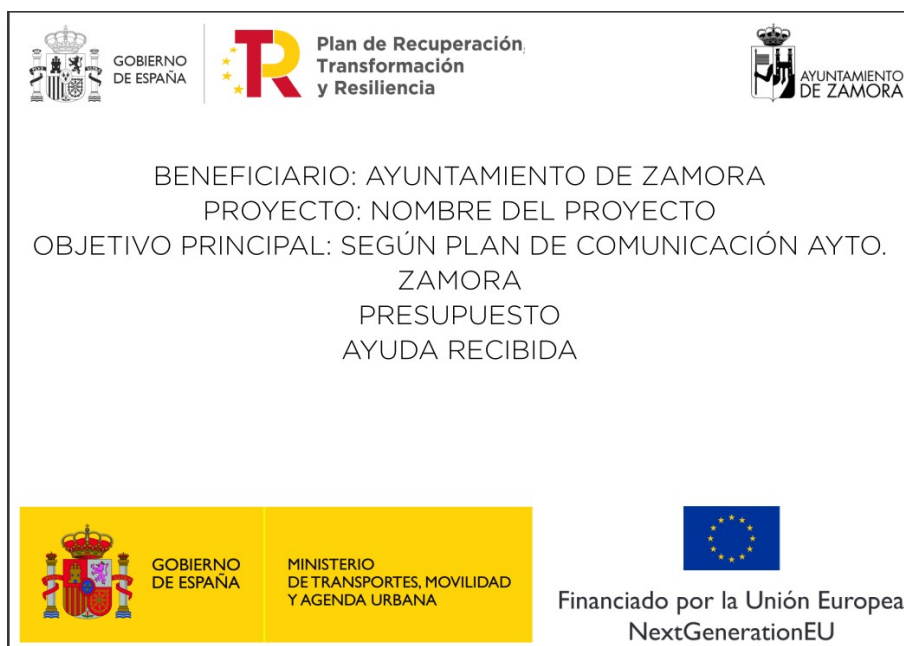 GOBIERNO
DE ESPAÑA
Plan de Recuperación,
Transformación
y Resiliencia
AYUNTAMIENTO
DE ZAMORA
BENEFICIARIO: AYUNTAMIENTO DE ZAMORA
PROYECTO: NOMBRE DEL PROYECTO
OBJETIVO PRINCIPAL: SEGÚN PLAN DE COMUNICACIÓN AYTO.
ZAMORA
PRESUPUESTO
AYUDA RECIBIDA
GOBIERNO
DE ESPAÑA
MINISTERIO
DE TRANSPORTES, MOVILIDAD
Y AGENDA URBANA
Financiado por la Unión Europea
NextGenerationEU